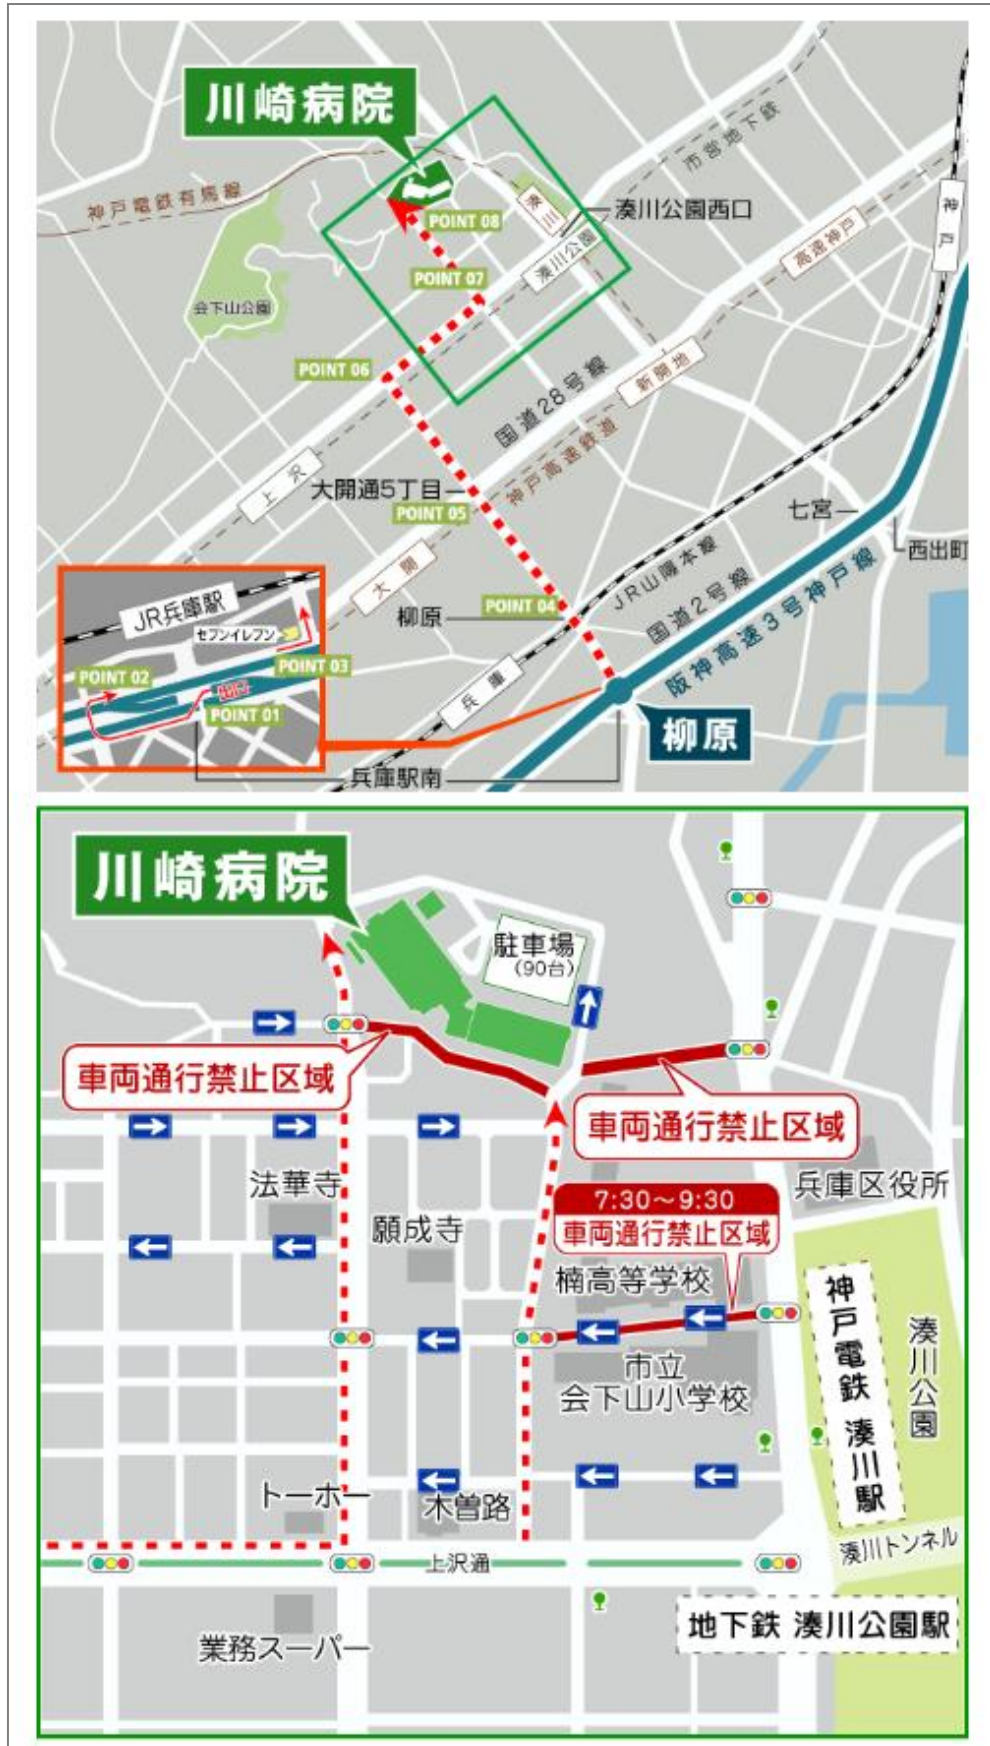 川崎病院
市営地下鉄
神戸電鉄有馬線
湊川
湊川公園西口
神戸
POINT 08
高速神戸
湊川公園
POINT 07
会下山公園
POINT 06
国道28号線
新開地
上沢
大開通5丁目
神戸高速鉄道
POINT 05
七宮
西出町
大開
JR山陽本線
POINT 04
柳原
国道2号線
阪神高速3号神戸線
JR兵庫駅
セブンイレブン
POINT 03
POINT 02
出口
POINT 01
兵庫
柳原
兵庫駅南
川崎病院
駐車場
(90台)
車両通行禁止区域
車両通行禁止区域
法華寺
兵庫区役所
7:30～9:30
車両通行禁止区域
願成寺
楠高等学校
神戸電鉄 湊川駅
湊川公園
市立
会下山小学校
トーホー
木曽路
湊川トンネル
上沢通
地下鉄 湊川公園駅
業務スーパー